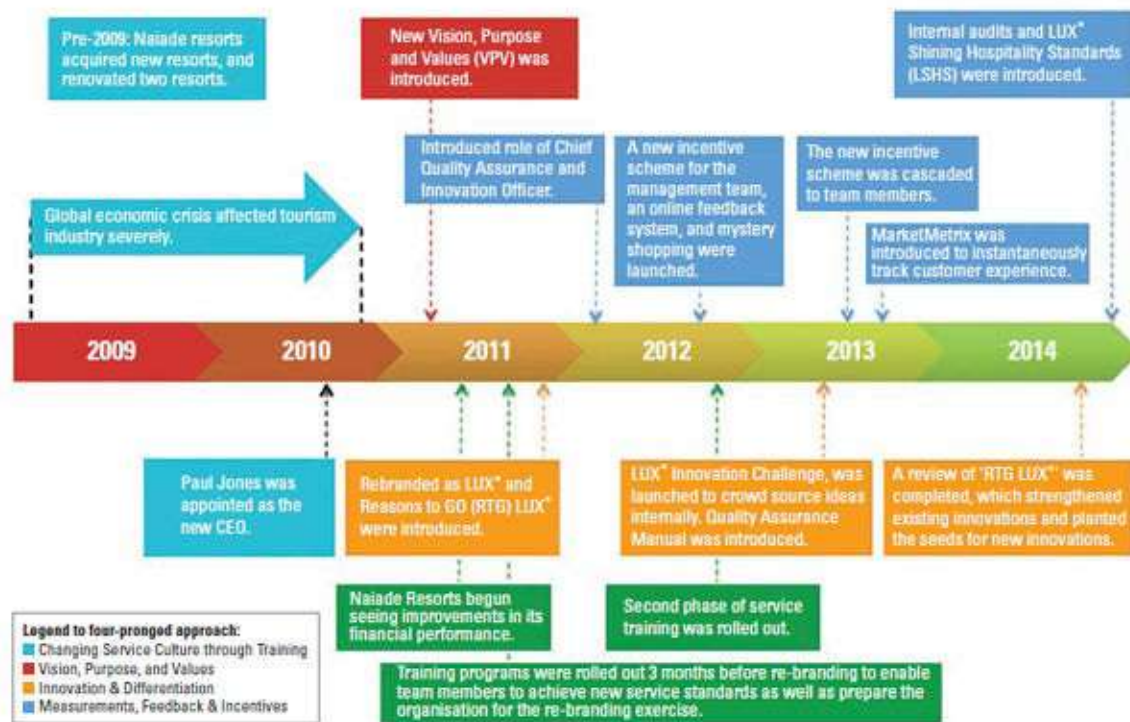 Pre-2009: Naiade resorts
acquired new resorts, and
renovated two resorts.
New Vision, Purpose
and Values (VPV) was
introduced.
Internal audits and LUX*
Shining Hospitality Standards
(LSHS) were introduced.
Introduced role of Chief
Quality Assurance and
Innovation Officer.
A new incentive
scheme for the
management team,
an online feedback
system, and mystery
shopping were
launched.
The new incentive
scheme was cascaded
to team members.
MarketMetrix was
introduced to instantaneously
track customer experience.
Global economic crisis affected tourism
industry severely.
2009 2010 2011 2012 2013 2014
Paul Jones was
appointed as the
new CEO.
Rebranded as LUX* and
Reasons to GO (RTG) LUX*
were introduced.
LUX* Innovation Challenge, was
launched to crowd source ideas
internally. Quality Assurance
Manual was introduced.
A review of 'RTG LUX*' was
completed, which strengthened
existing innovations and planted
the seeds for new innovations.
Naiade Resorts begun
seeing improvements in its
financial performance.
Second phase of service
training was rolled out.
Training programs were rolled out 3 months before re-branding to enable
team members to achieve new service standards as well as prepare the
organisation for the re-branding exercise.
Legend to four-pronged approach:
Changing Service Culture through Training
Vision, Purpose, and Values
Innovation & Differentiation
Measurements, Feedback & Incentives